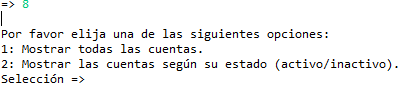 => 8
Por favor elija una de las siguientes opciones:
1: Mostrar todas las cuentas.
2: Mostrar las cuentas según su estado (activo/inactivo).
Selección =>